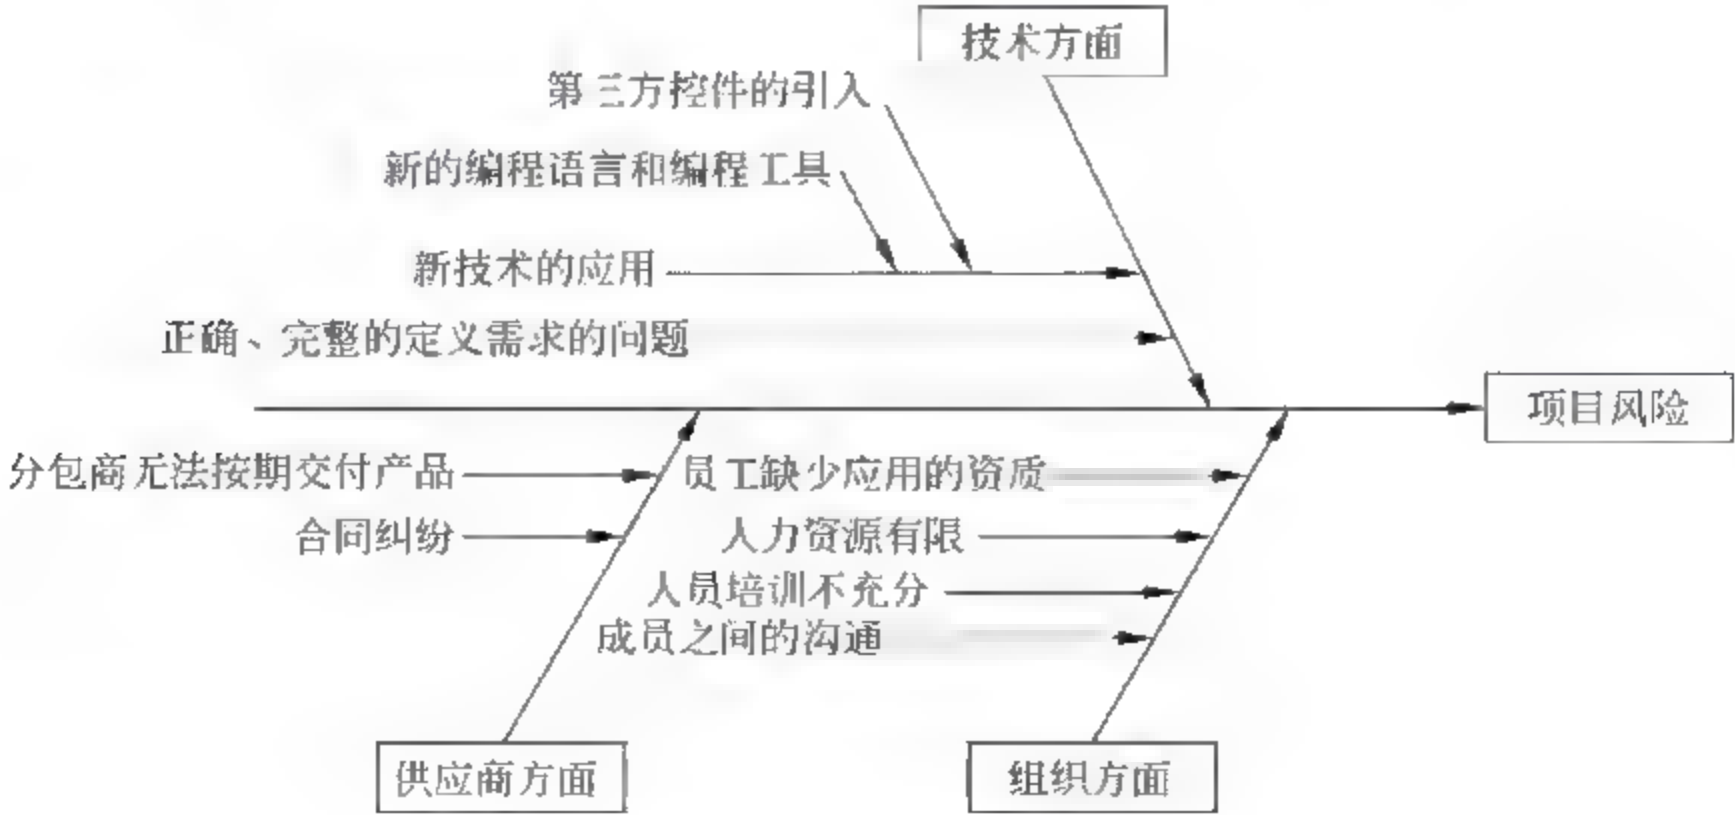 技术方面
第三方控件的引入
新的编程语言和编程工具
新技术的应用
正确、完整的定义需求的问题
项目风险
分包商无法按期交付产品
员工缺少应用的资质
合同纠纷
人力资源有限
人员培训不充分
成员之间的沟通
供应商方面
组织方面